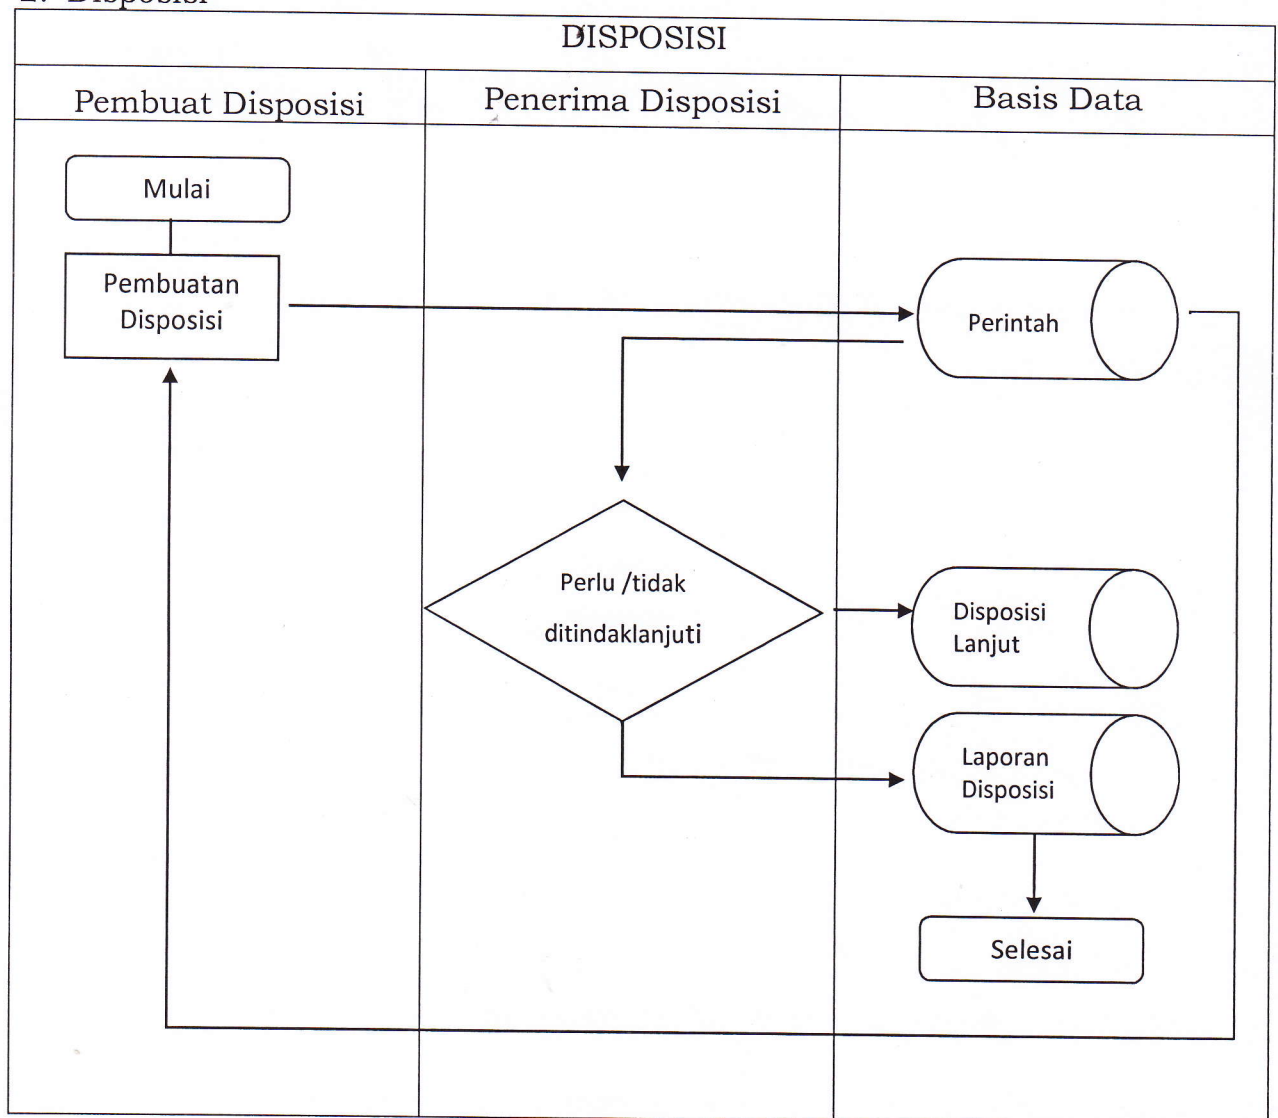 Disposisi
DISPOSISI
Pembuat Disposisi
Penerima Disposisi
Basis Data
Mulai
Pembuatan
Disposisi
Perintah
Perlu /tidak
ditindaklanjuti
Disposisi
Lanjut
Laporan
Disposisi
Selesai